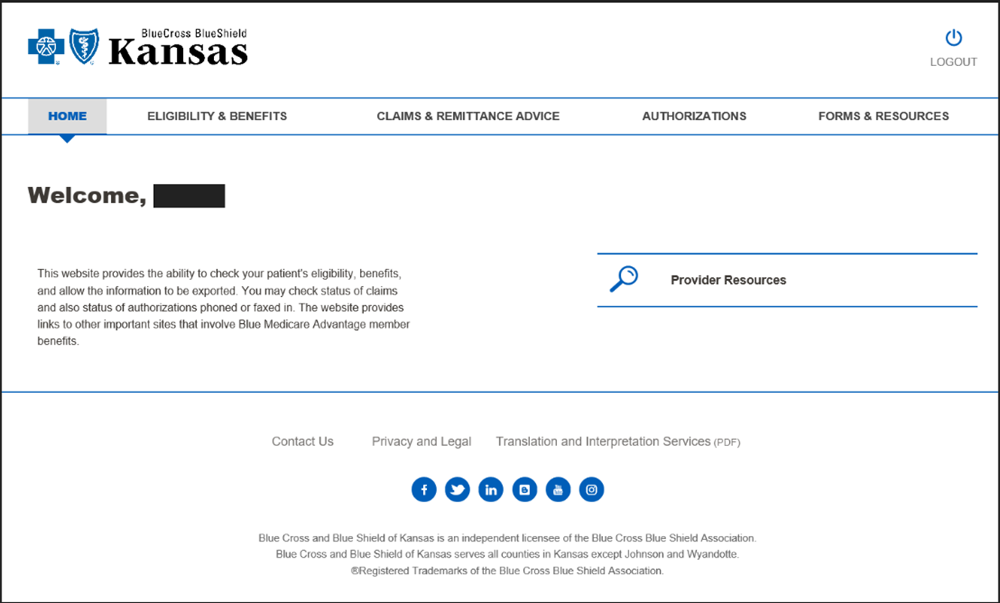 BlueCross BlueShield
Kansas
LOGOUT
HOME
ELIGIBILITY & BENEFITS
CLAIMS & REMITTANCE ADVICE
AUTHORIZATIONS
FORMS & RESOURCES
Welcome,
This website provides the ability to check your patient's eligibility, benefits,
and allow the information to be exported. You may check status of claims
and also status of authorizations phoned or faxed in. The website provides
links to other important sites that involve Blue Medicare Advantage member
benefits.
Provider Resources
Contact Us
Privacy and Legal
Translation and Interpretation Services (PDF)
Blue Cross and Blue Shield of Kansas is an independent licensee of the Blue Cross Blue Shield Association.
Blue Cross and Blue Shield of Kansas serves all counties in Kansas except Johnson and Wyandotte.
®Registered Trademarks of the Blue Cross Blue Shield Association.